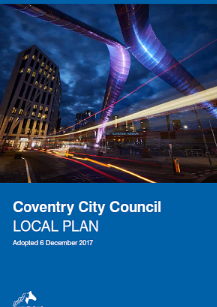 Coventry City Council
LOCAL PLAN
Adopted 6 December 2017